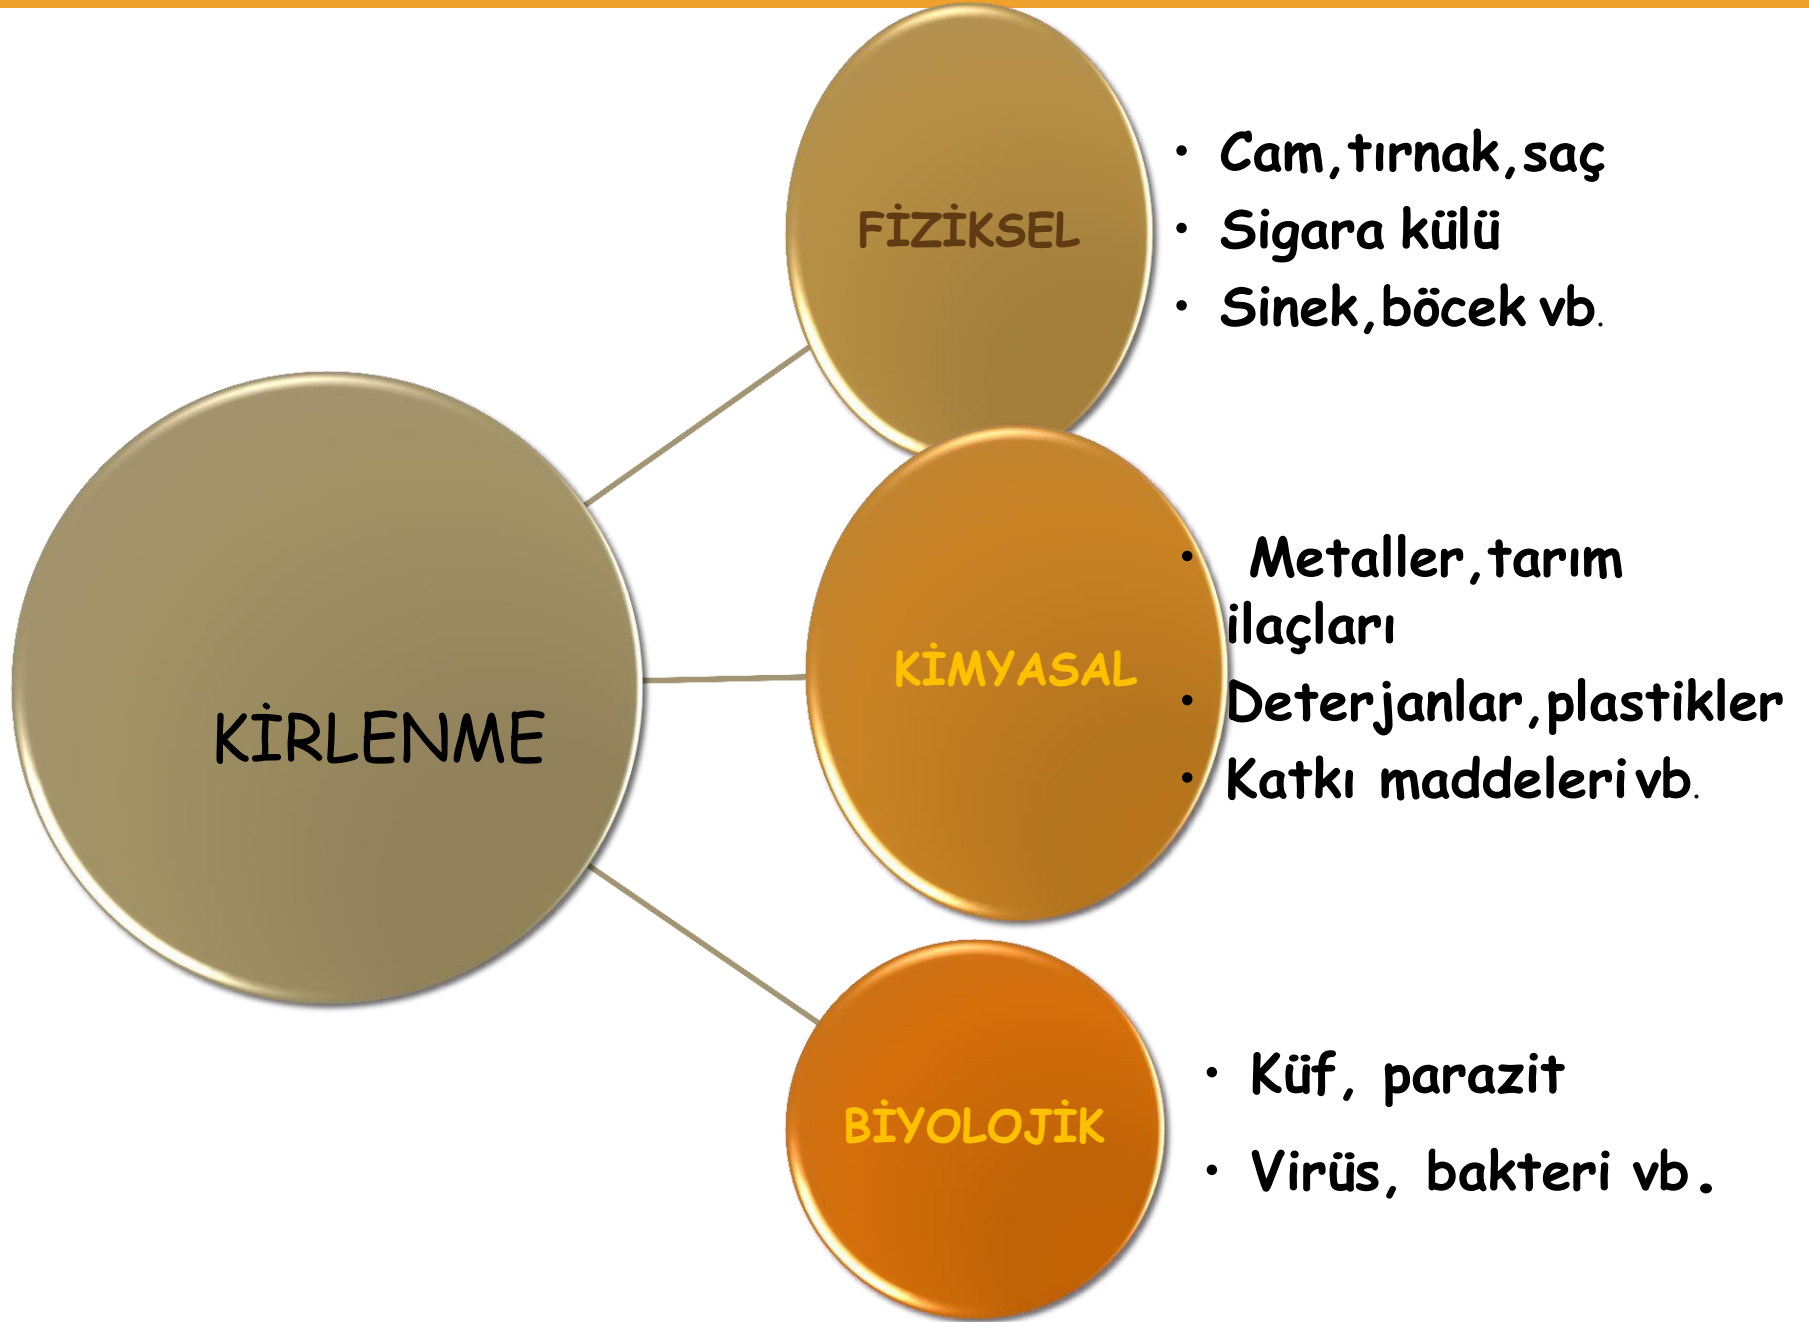 FİZİKSEL
• Cam,tırnak,saç
• Sigara külü
• Sinek,böcek vb.
KİRLENME
KİMYASAL
• Metaller,tarım
ilaçları
• Deterjanlar,plastikler
• Katkı maddeleri vb.
BİYOLOJİK
• Küf, parazit
• Virüs, bakteri vb.